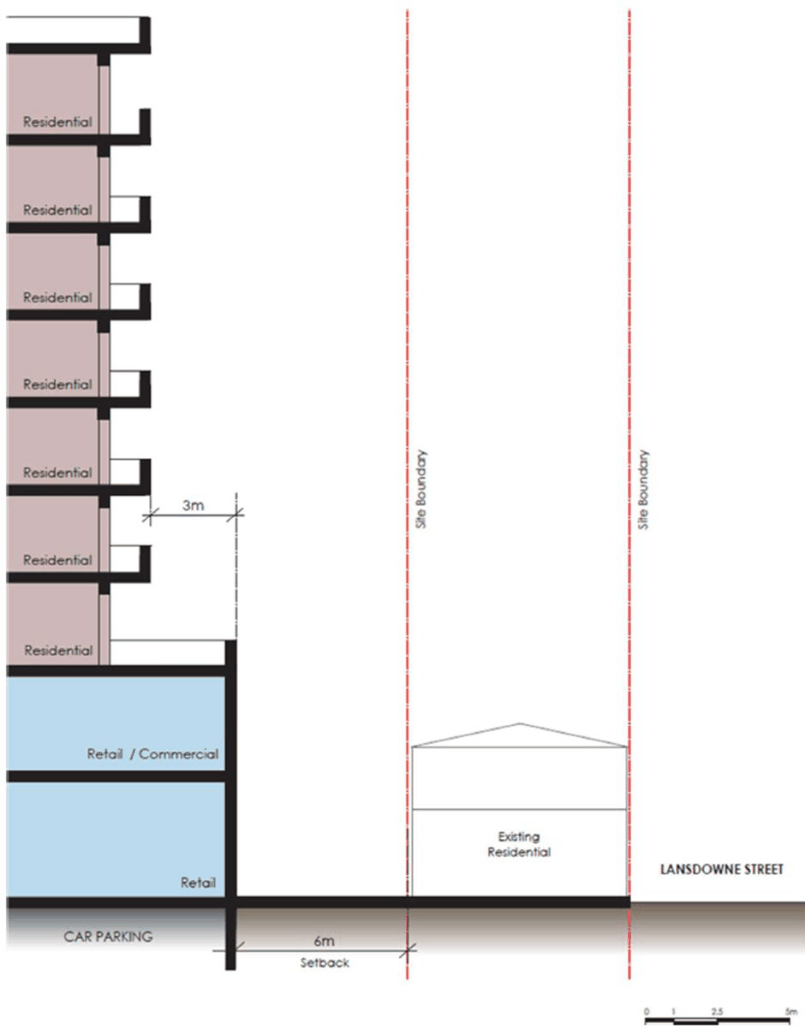 Residential
Residential
Residential
Residential
Residential
3m
Residential
Residential
Site Boundary
Site Boundary
Retail / Commercial
Existing
Residential
Retail
LANSDOWNE STREET
CAR PARKING
6m
Setback
0 1 2.5 5m